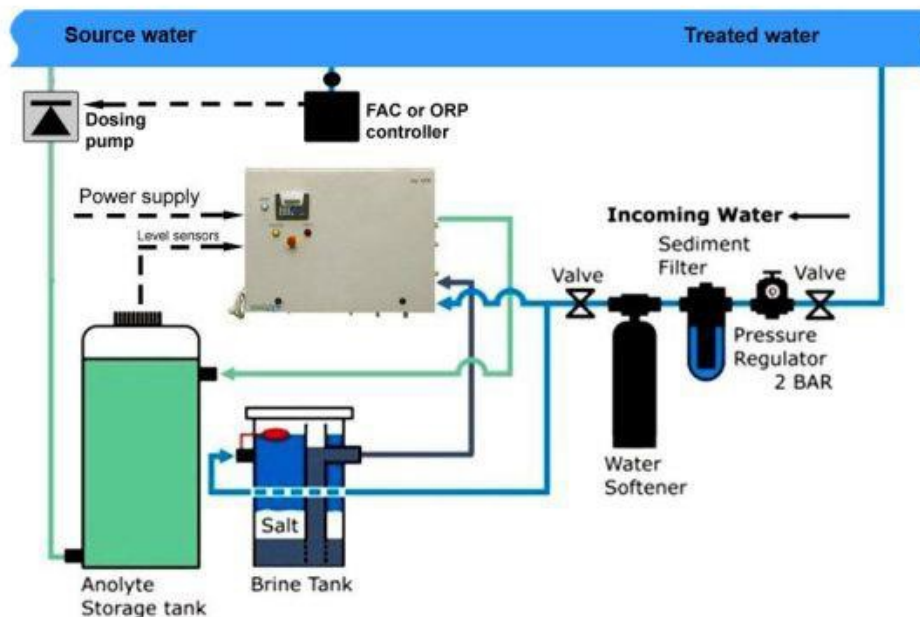 Source water
Treated water
Dosing
pump
FAC or ORP
controller
Power supply
Level sensors
Incoming Water
Sediment
Filter
Valve
Valve
Pressure
Regulator
2 BAR
Water
Softener
Salt
Brine Tank
Anolyte
Storage tank